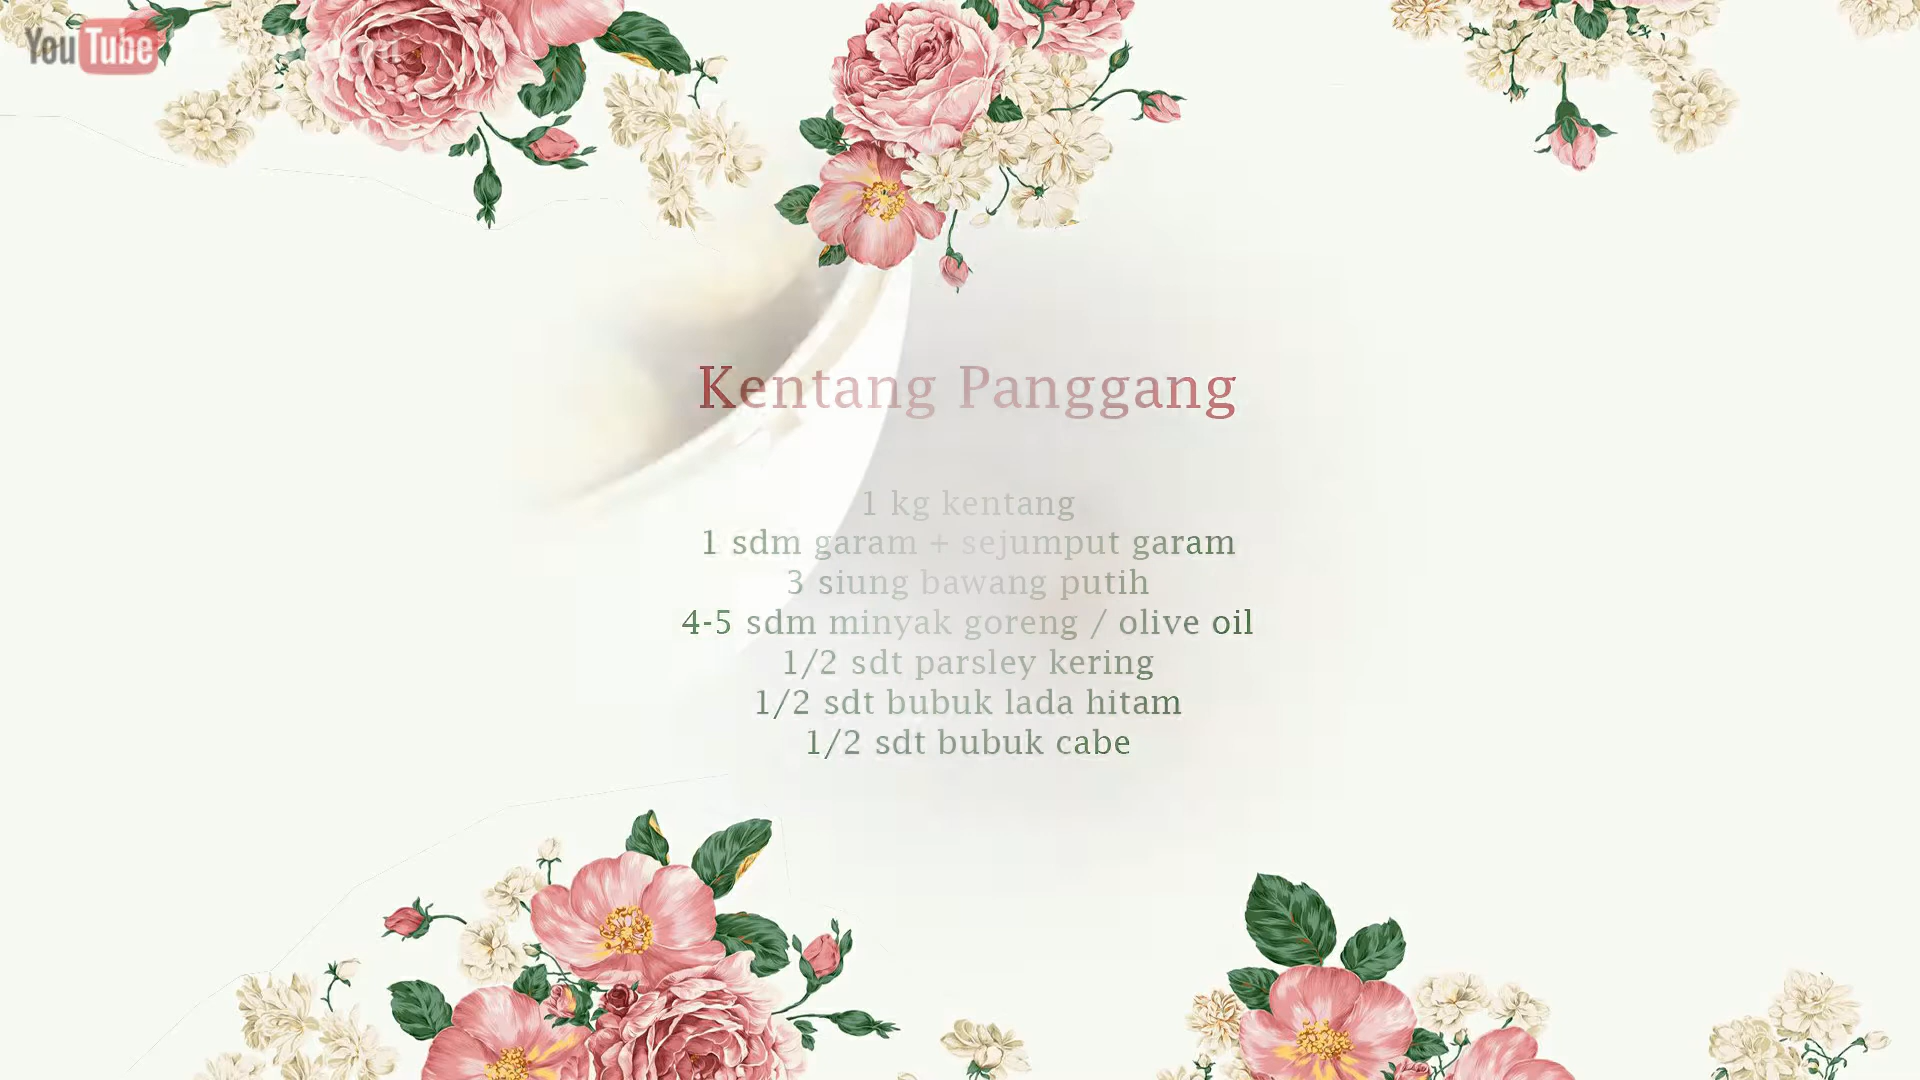 YouTube
Kentang Panggang
1 kg kentang
1 sdm garam + sejumput garam
3 siung bawang putih
4-5 sdm minyak goreng / olive oil
1/2 sdt parsley kering
1/2 sdt bubuk lada hitam
1/2 sdt bubuk cabe